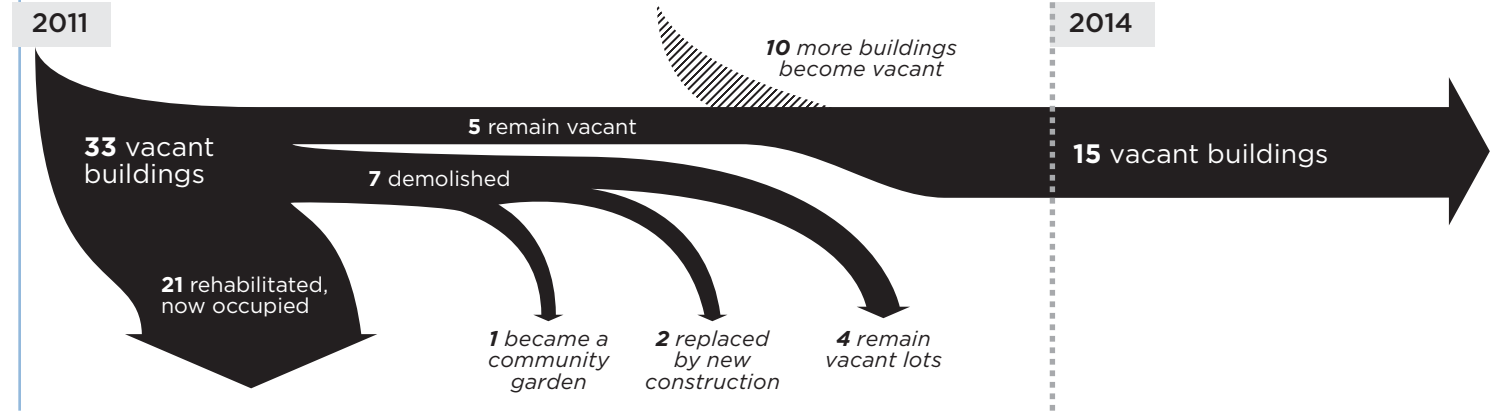 2011
2014
10 more buildings
become vacant
5 remain vacant
33 vacant
buildings
15 vacant buildings
7 demolished
21 rehabilitated,
now occupied
1 became a
community
garden
2 replaced
by new
construction
4 remain
vacant lots